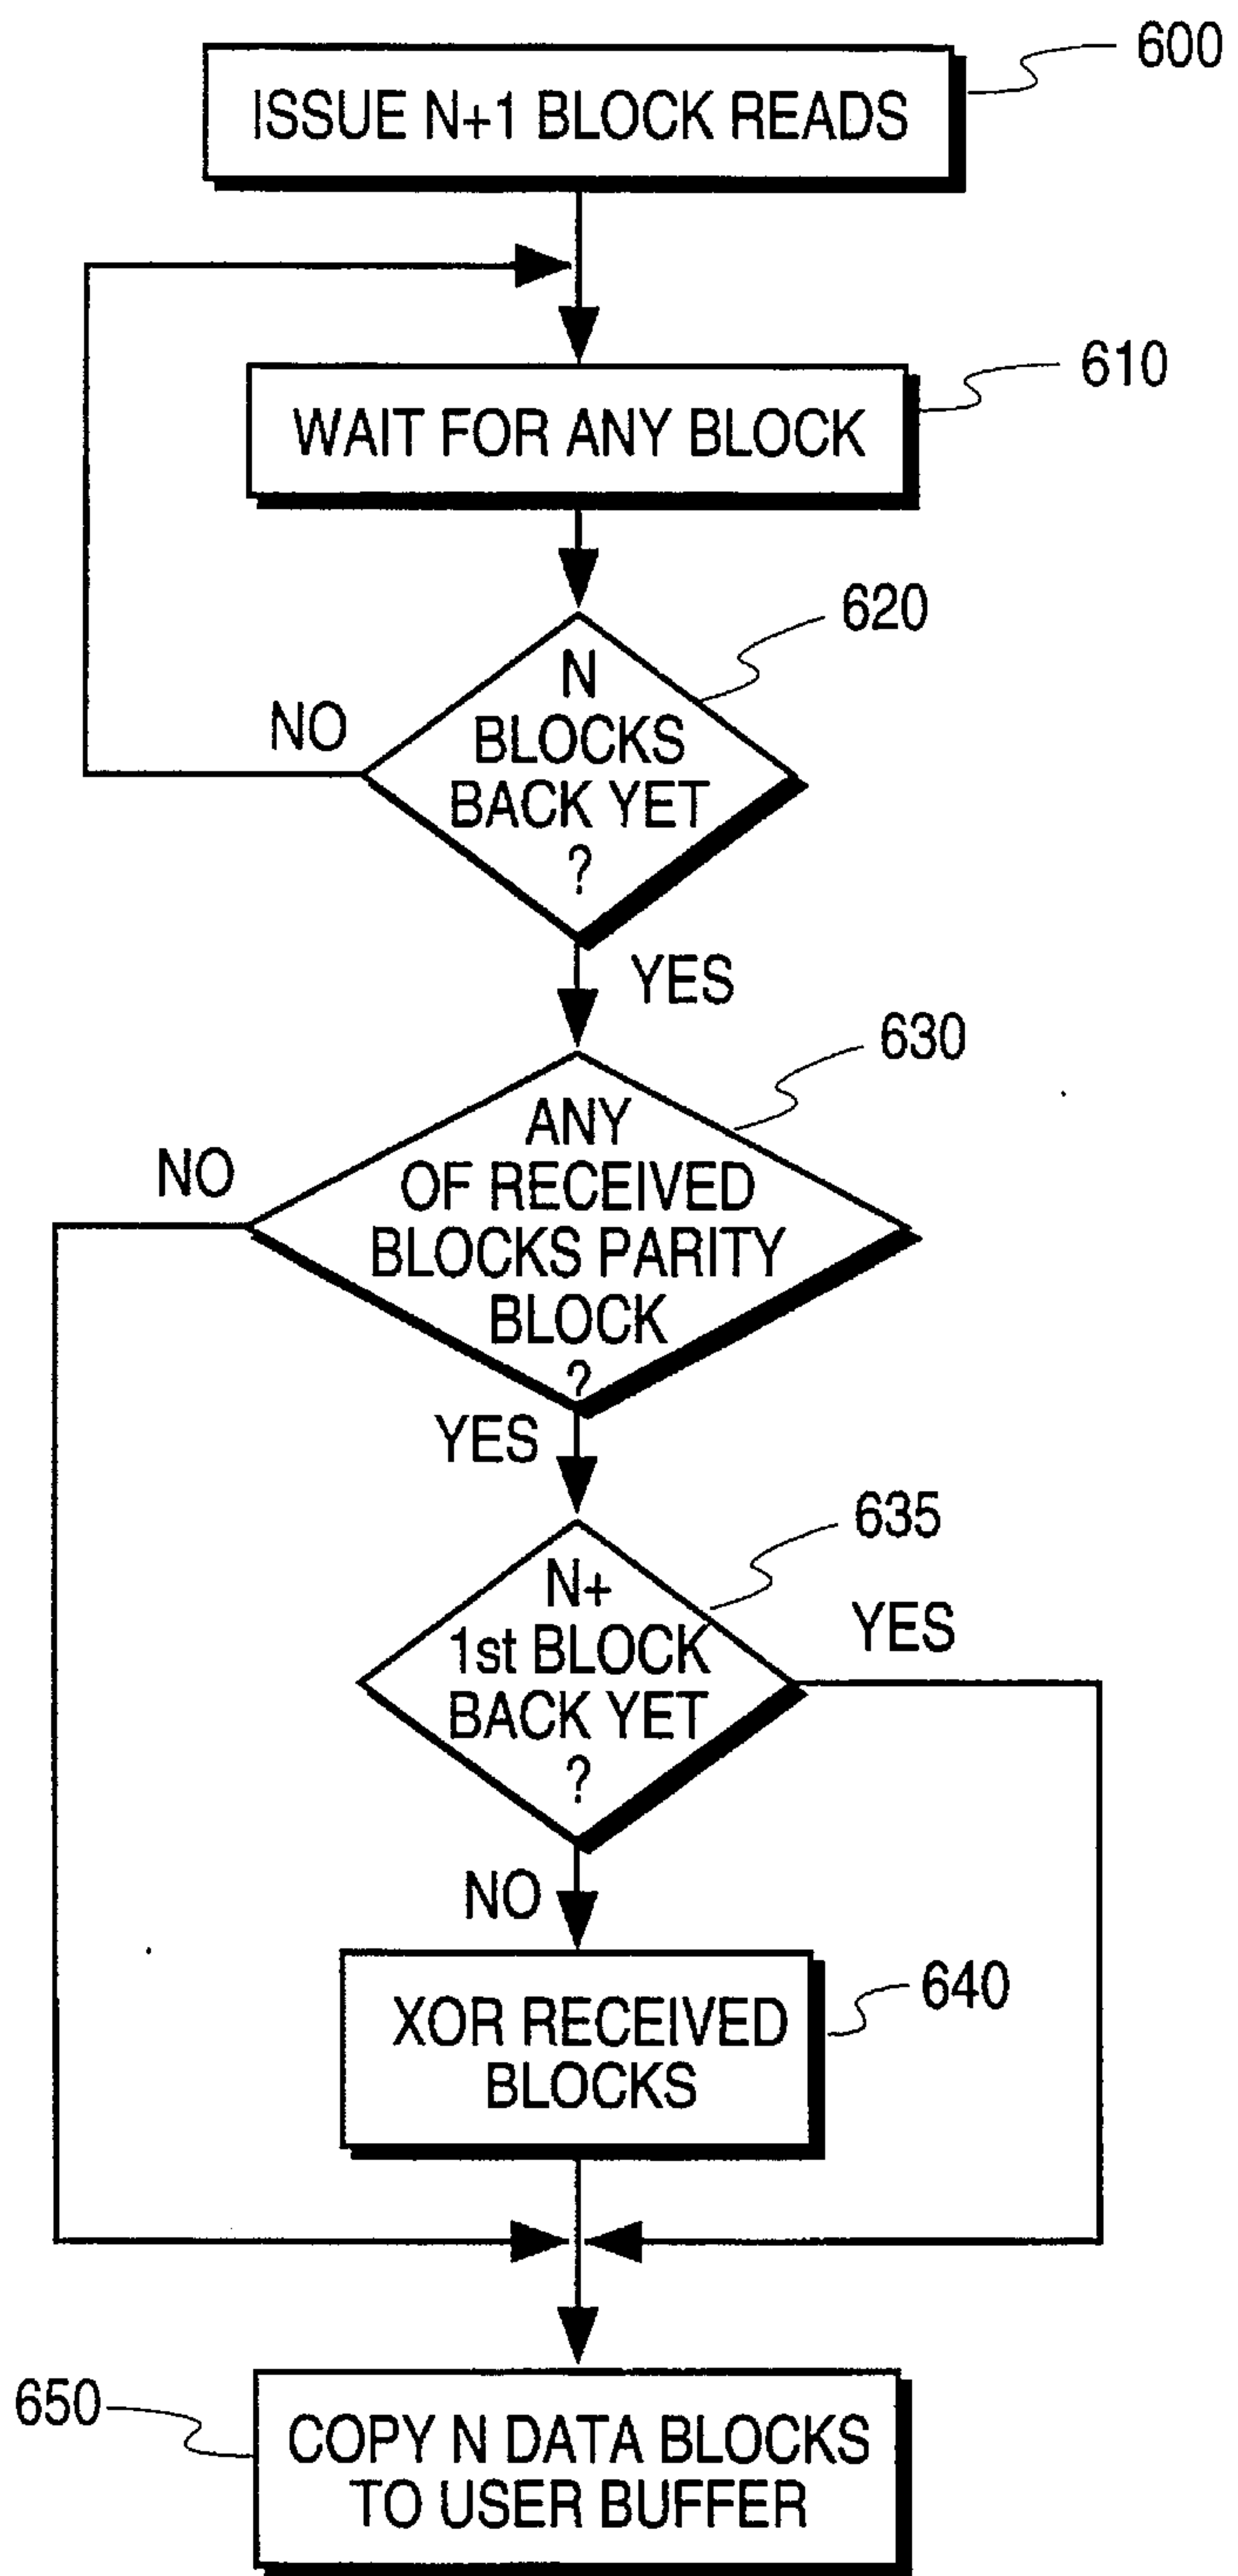 600
ISSUE N+1 BLOCK READS
610
WAIT FOR ANY BLOCK
620
N
BLOCKS
BACK YET
?
NO
YES
630
ANY
OF RECEIVED
BLOCKS PARITY
BLOCK
?
NO
YES
635
N+
1st BLOCK
BACK YET
?
YES
NO
640
XOR RECEIVED
BLOCKS
650
COPY N DATA BLOCKS
TO USER BUFFER